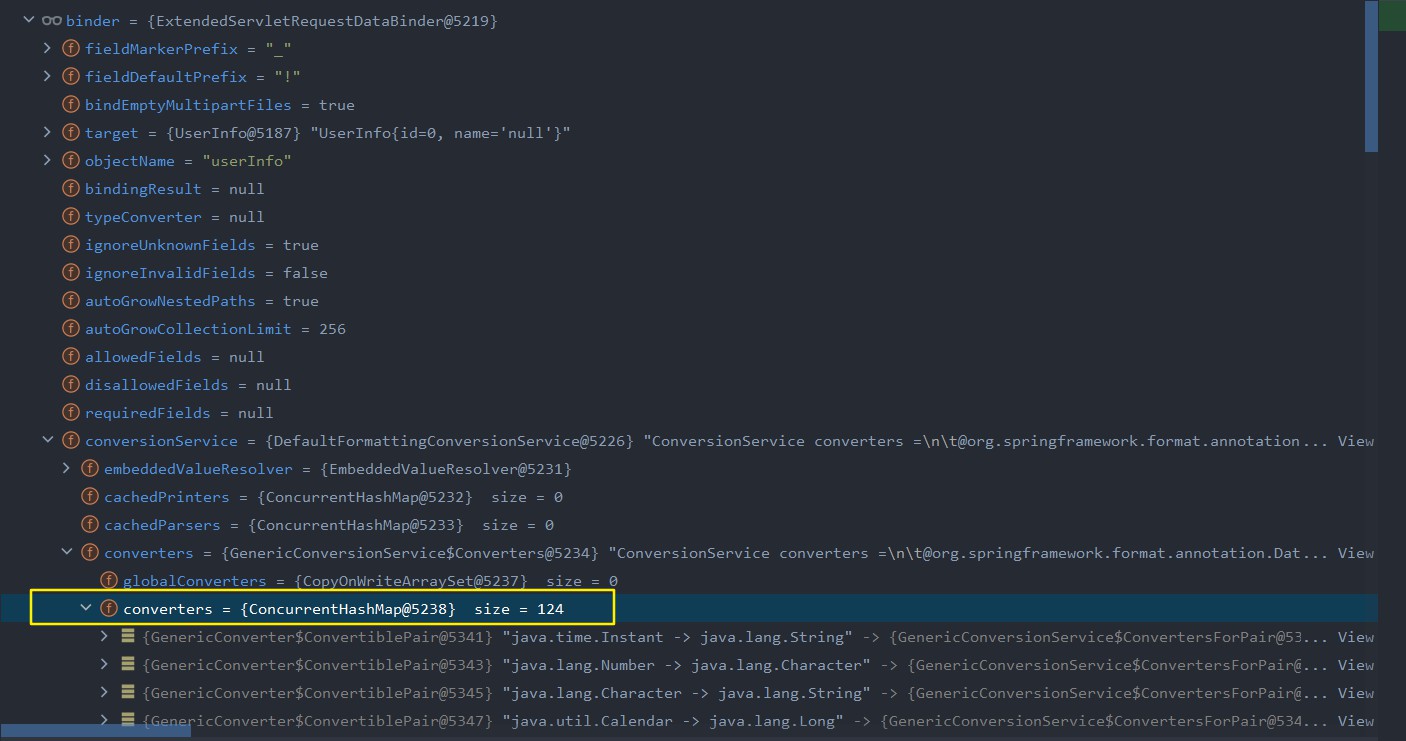 binder = {ExtendedServletRequestDataBinder@5219}
f fieldMarkerPrefix = "_"
f fieldDefaultPrefix = "!"
f bindEmptyMultipartFiles = true
f target = {UserInfo@5187} "UserInfo{id=0, name='null'}"
f objectName = "userInfo"
f bindingResult = null
f typeConverter = null
f ignoreUnknownFields = true
f ignoreInvalidFields = false
f autoGrowNestedPaths = true
f autoGrowCollectionLimit = 256
f allowedFields = null
f disallowedFields = null
f requiredFields = null
f conversionService = {DefaultFormattingConversionService@5226} "ConversionService converters =\n\t@org.springframework.format.annotation... View
f embeddedValueResolver = {EmbeddedValueResolver@5231}
f cachedPrinters = {ConcurrentHashMap@5232} size = 0
f cachedParsers = {ConcurrentHashMap@5233} size = 0
f converters = {GenericConversionService$Converters@5234} "ConversionService converters =\n\t@org.springframework.format.annotation.Dat... View
f globalConverters = {CopyOnWriteArraySet@5237} size = 0
f converters = {ConcurrentHashMap@5238} size = 124
{GenericConverter$ConvertiblePair@5341} "java.time.Instant -> java.lang.String" -> {GenericConversionService$ConvertersForPair@53... View
{GenericConverter$ConvertiblePair@5343} "java.lang.Number -> java.lang.Character" -> {GenericConversionService$ConvertersForPair@... View
{GenericConverter$ConvertiblePair@5345} "java.lang.Character -> java.lang.String" -> {GenericConversionService$ConvertersForPair@... View
{GenericConverter$ConvertiblePair@5347} "java.util.Calendar -> java.lang.Long" -> {GenericConversionService$ConvertersForPair@534... View